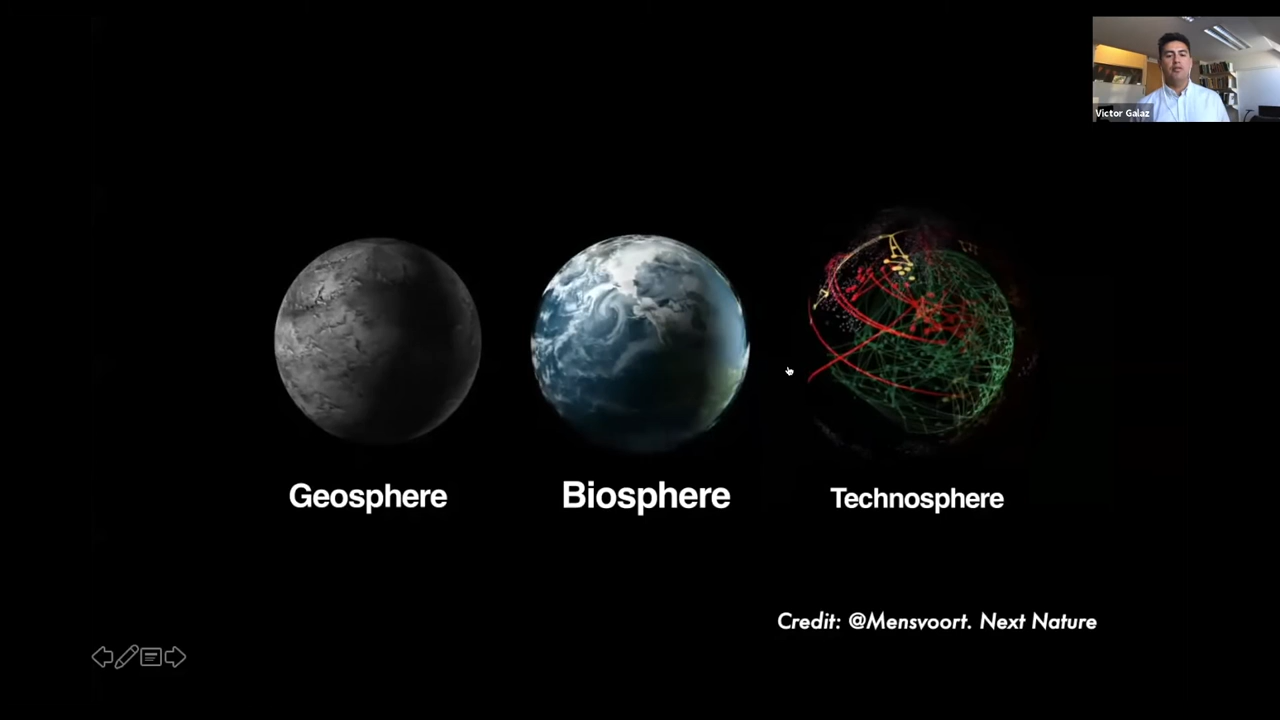 Victor Galaz
Geosphere
Biosphere
Technosphere
Credit: @Mensvoort. Next Nature